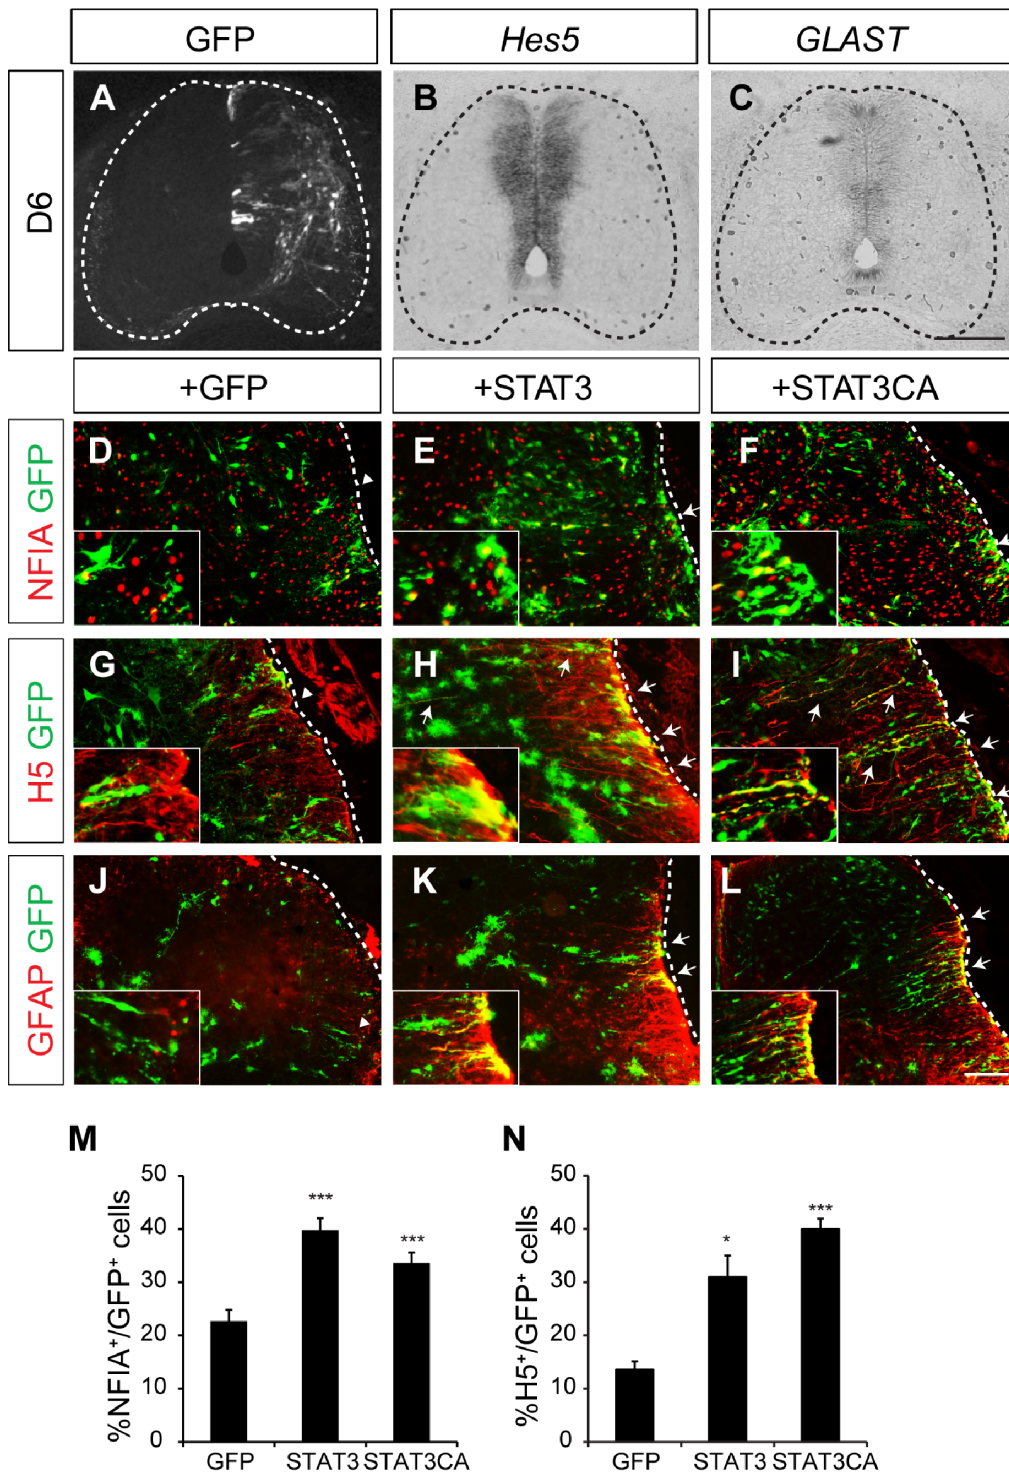 GFP
Hes5
GLAST
D6
A
B
C
+GFP
+STAT3
+STAT3CA
NFIA GFP
D
E
F
H5 GFP
G
H
I
GFAP GFP
J
K
L
M
%NFIA+/GFP+ cells
50
40
30
20
10
0
***
***
GFP
STAT3
STAT3CA
N
%H5+/GFP+ cells
50
40
30
20
10
0
*
***
GFP
STAT3
STAT3CA